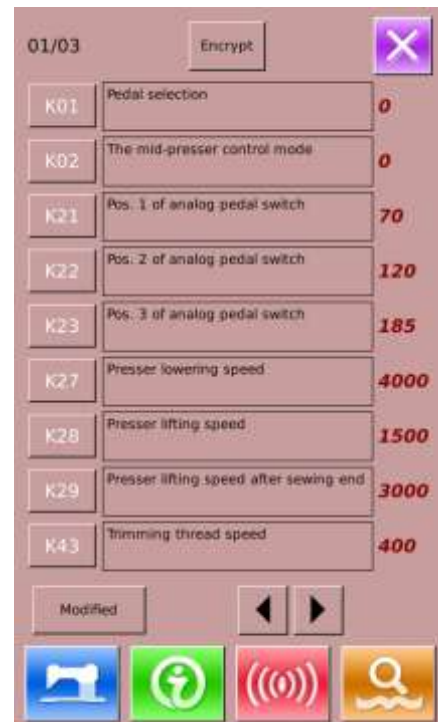 01/03 Encrypt
K01 Pedal selection 0
K02 The mid-presser control mode 0
K21 Pos. 1 of analog pedal switch 70
K22 Pos. 2 of analog pedal switch 120
K23 Pos. 3 of analog pedal switch 185
K27 Presser lowering speed 4000
K28 Presser lifting speed 1500
K29 Presser lifting speed after sewing end 3000
K43 Trimming thread speed 400
Modified